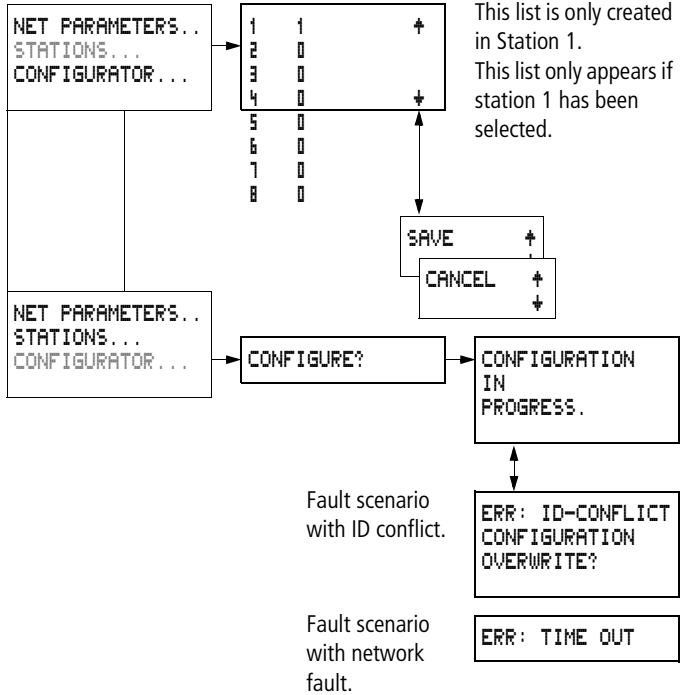 NET PARAMETERS..
STATIONS...
CONFIGURATOR...
1 1
2 0
3 0
4 0
5 0
6 0
7 0
8 0
This list is only created
in Station 1.
This list only appears if
station 1 has been
selected.
SAVE
CANCEL
NET PARAMETERS..
STATIONS...
CONFIGURATOR...
CONFIGURE?
CONFIGURATION
IN
PROGRESS.
Fault scenario
with ID conflict.
ERR: ID-CONFLICT
CONFIGURATION
OVERWRITE?
Fault scenario
with network
fault.
ERR: TIME OUT